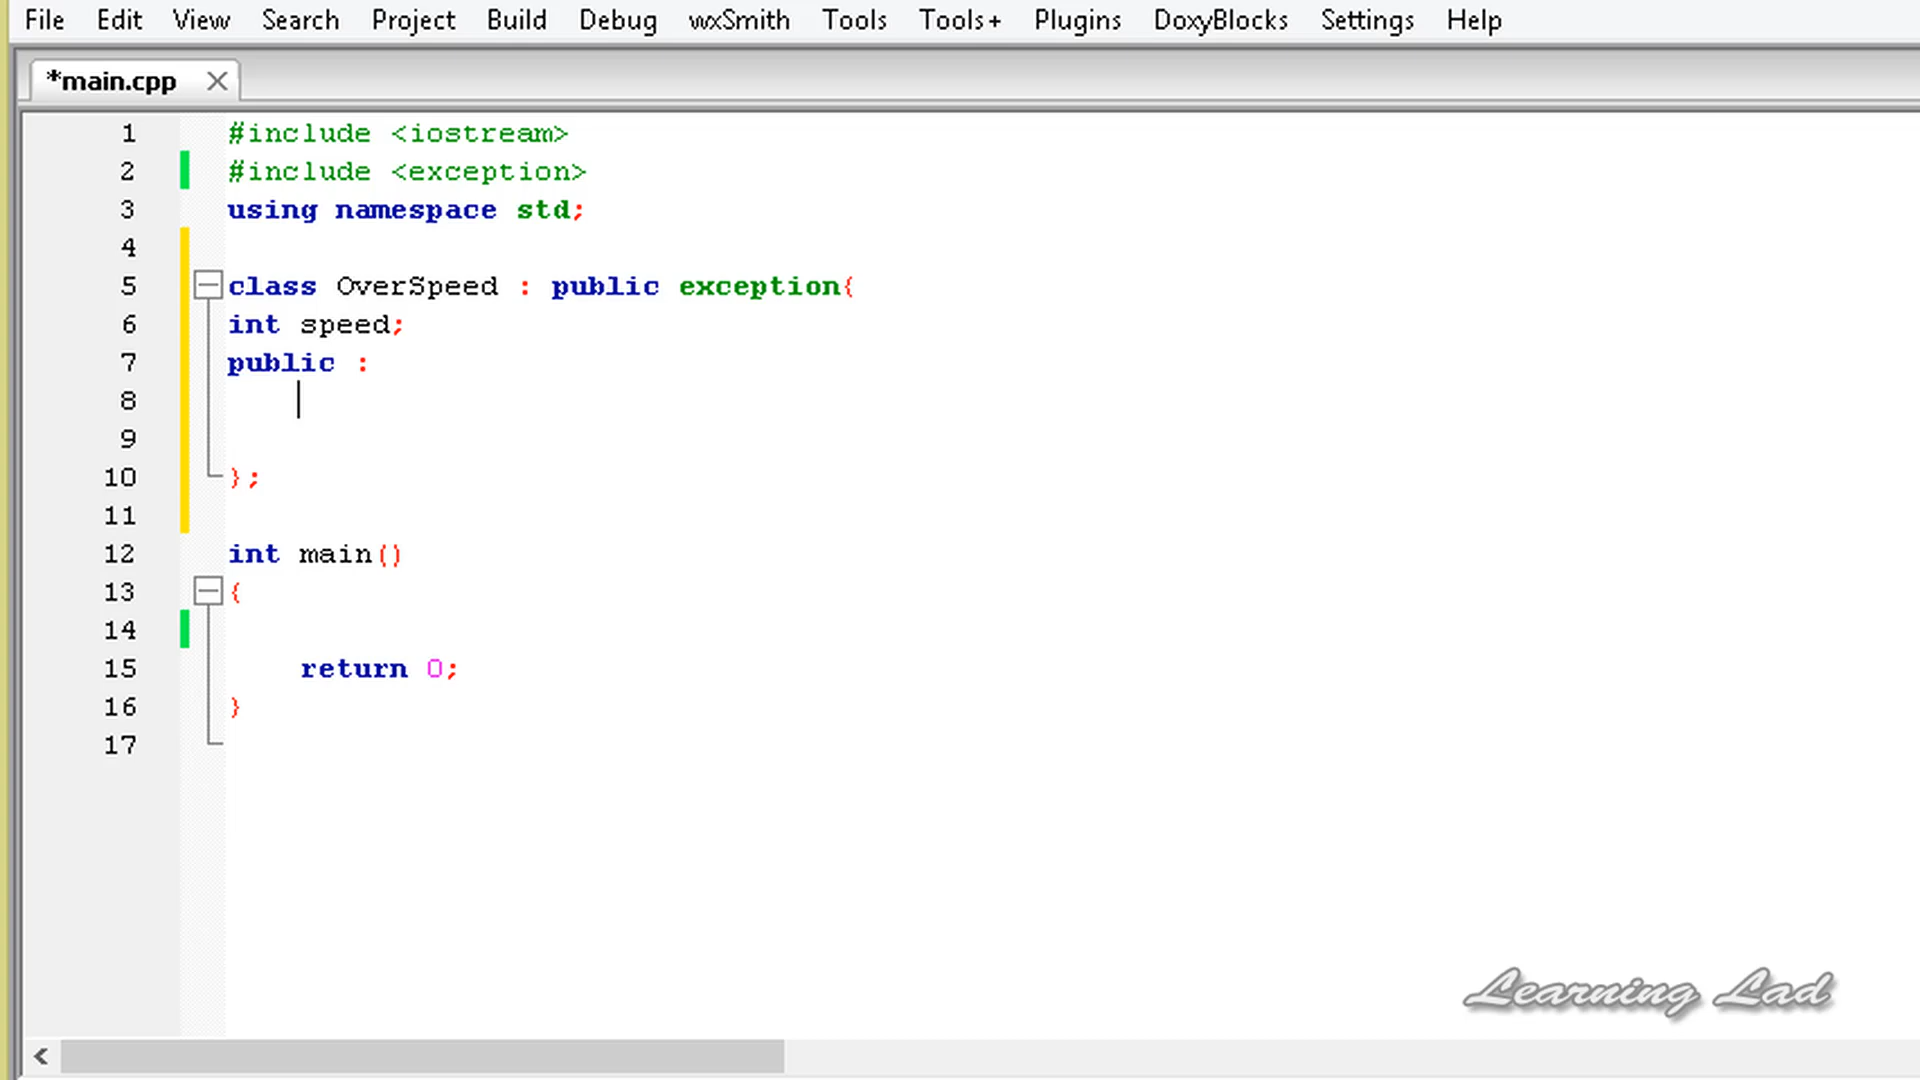 File Edit View Search Project Build Debug wxSmith Tools Tools+ Plugins DoxyBlocks Settings Help
*main.cpp
1 #include <iostream>
2 #include <exception>
3 using namespace std;
4
5 class OverSpeed : public exception{
6 int speed;
7 public :
8
9
10 };
11
12 int main()
13 {
14
15 return 0;
16 }
17
Learning Lad